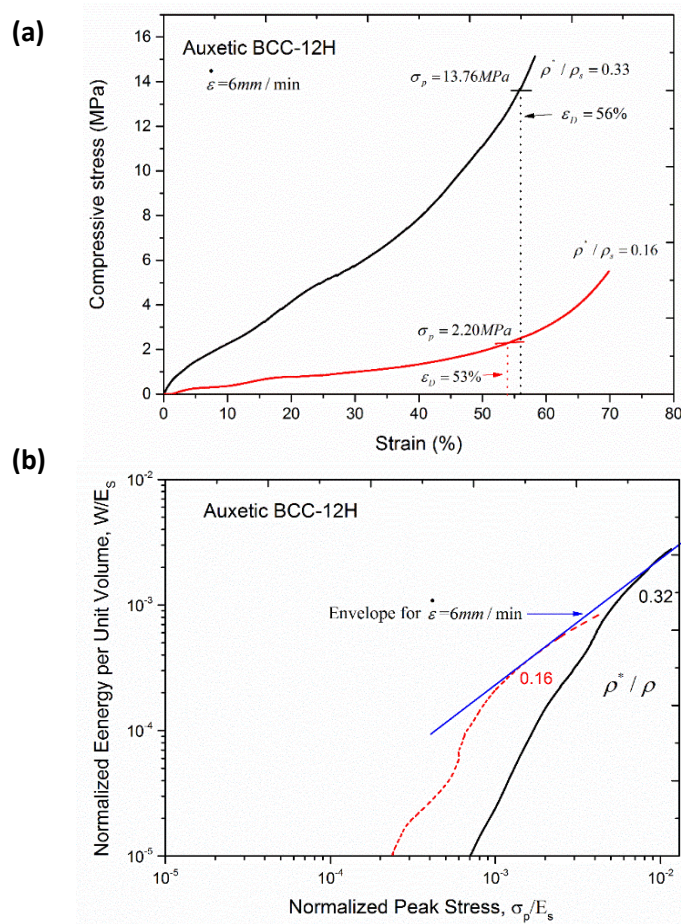 (a)
Auxetic BCC-12H
ε̇=6mm/min
σp = 13.76MPa
ρ* / ρs = 0.33
εD = 56%
ρ* / ρs = 0.16
σp = 2.20MPa
εD = 53%
16
14
12
10
8
6
4
2
0
Compressive stress (MPa)
0 10 20 30 40 50 60 70 80
Strain (%)
(b)
Auxetic BCC-12H
Envelope for ε̇=6mm/min
0.32
0.16
ρ* / ρ
10-2
10-3
10-4
10-5
Normalized Eenergy per Unit Volume, W/ES
10-5 10-4 10-3 10-2
Normalized Peak Stress, σp/Es